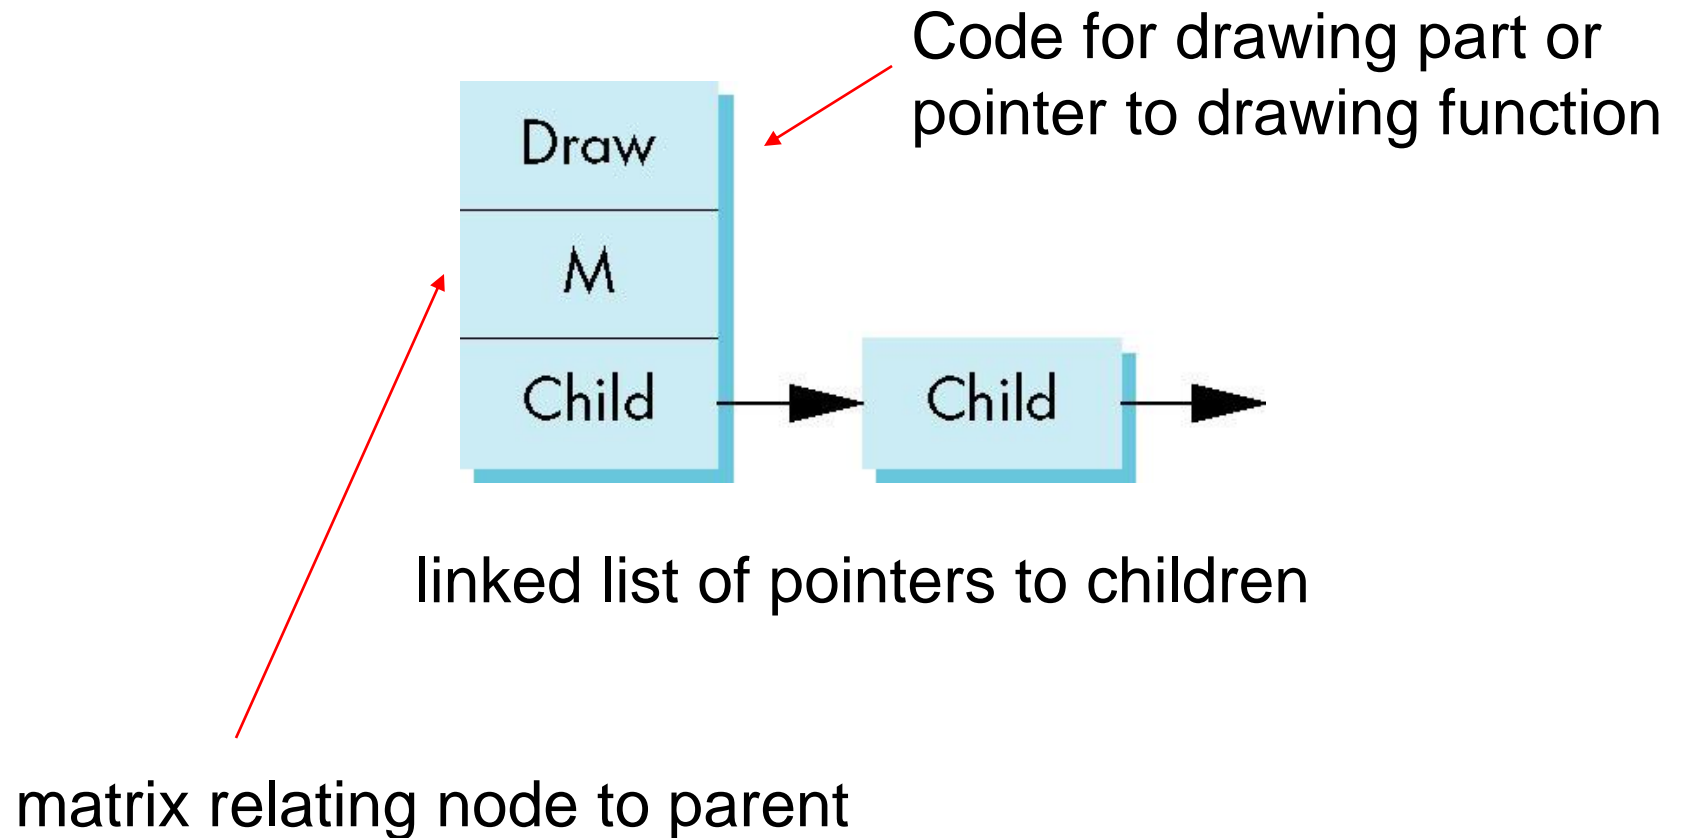 Code for drawing part or
pointer to drawing function
Draw
M
Child
Child
linked list of pointers to children
matrix relating node to parent